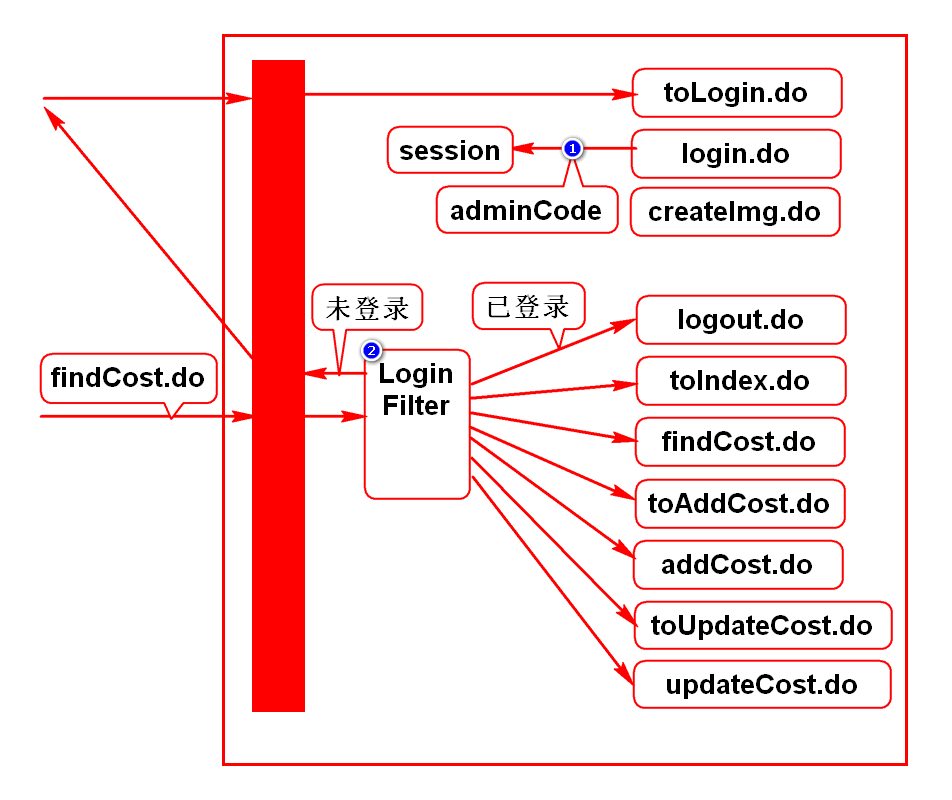 toLogin.do
session
①
login.do
adminCode
createImg.do
未登录
已登录
logout.do
②
findCost.do
Login
Filter
toIndex.do
findCost.do
toAddCost.do
addCost.do
toUpdateCost.do
updateCost.do